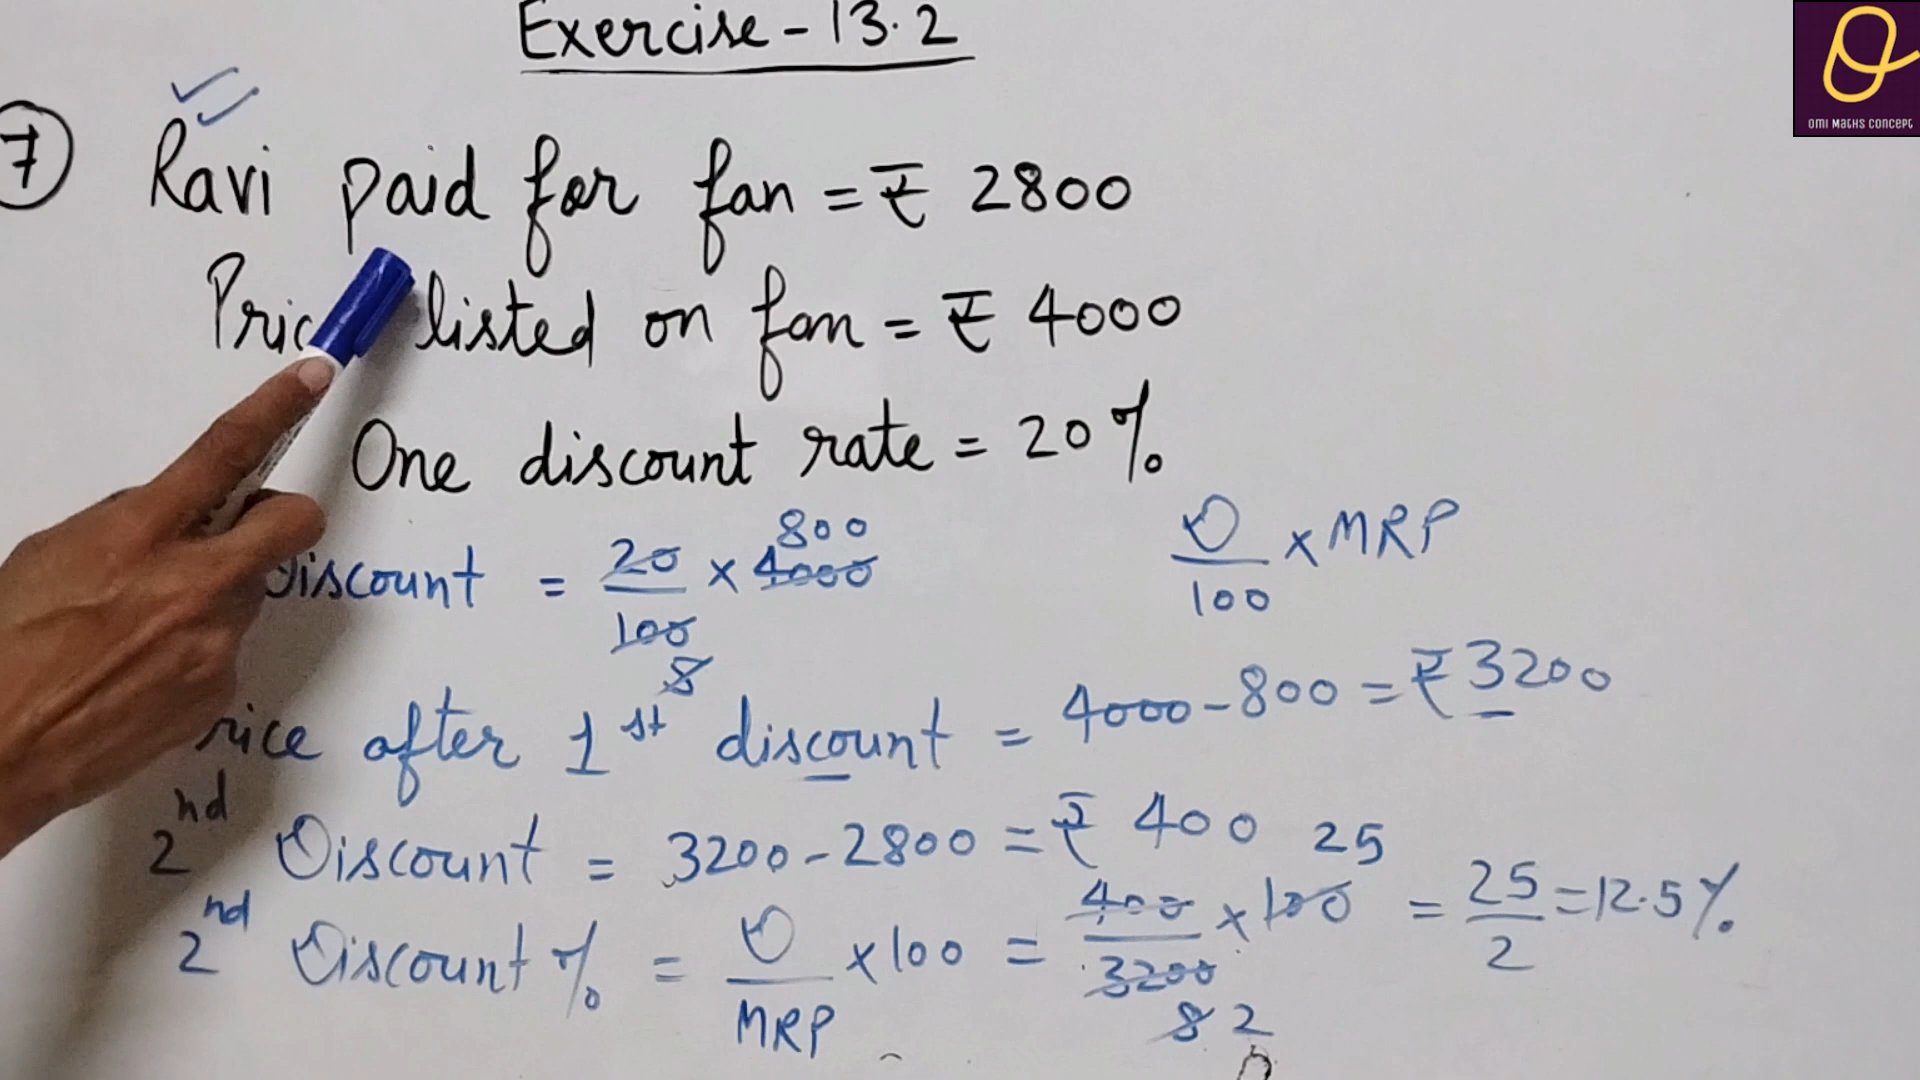 Exercise - 13.2
OMI MATHS CONCEPT
7 Ravi paid for fan = ₹ 2800
Pric listed on fan = ₹ 4000
One discount rate = 20%
Discount = 20/100 × 4000 800
8
D/100 × MRP
rice after 1st discount = 4000 - 800 = ₹ 3200
2nd Discount = 3200 - 2800 = ₹ 400
2nd Discount % = D/MRP × 100 = 400/3200 × 100 25 = 25/2 = 12.5%
8 2